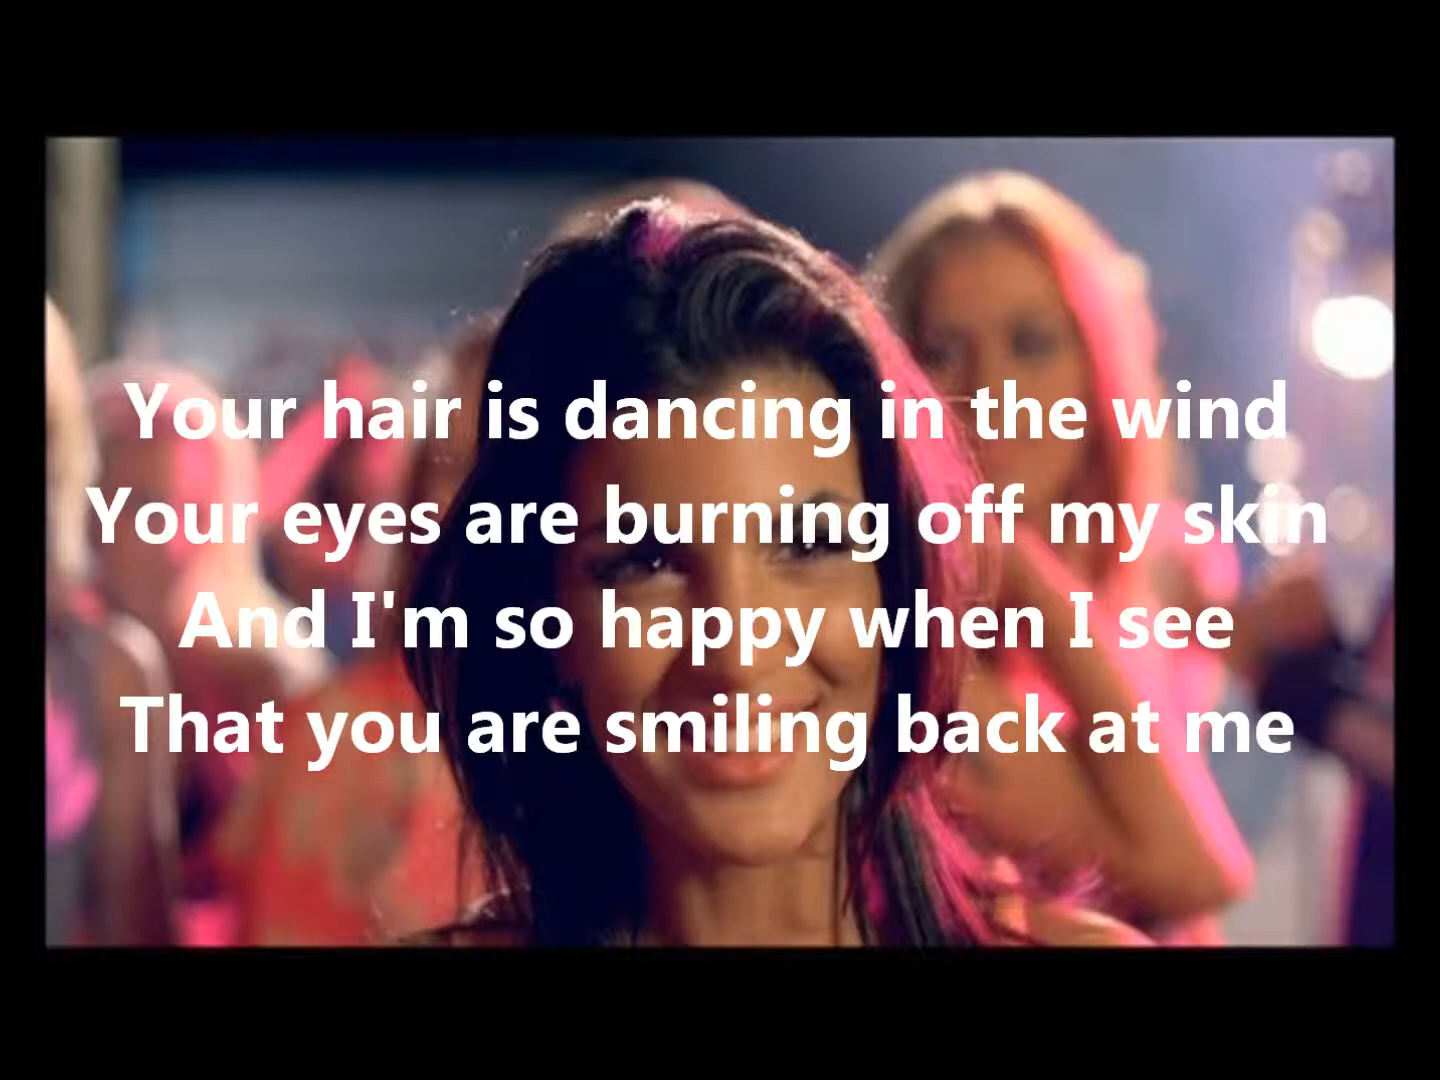 Your hair is dancing in the wind
Your eyes are burning off my skin
And I'm so happy when I see
That you are smiling back at me